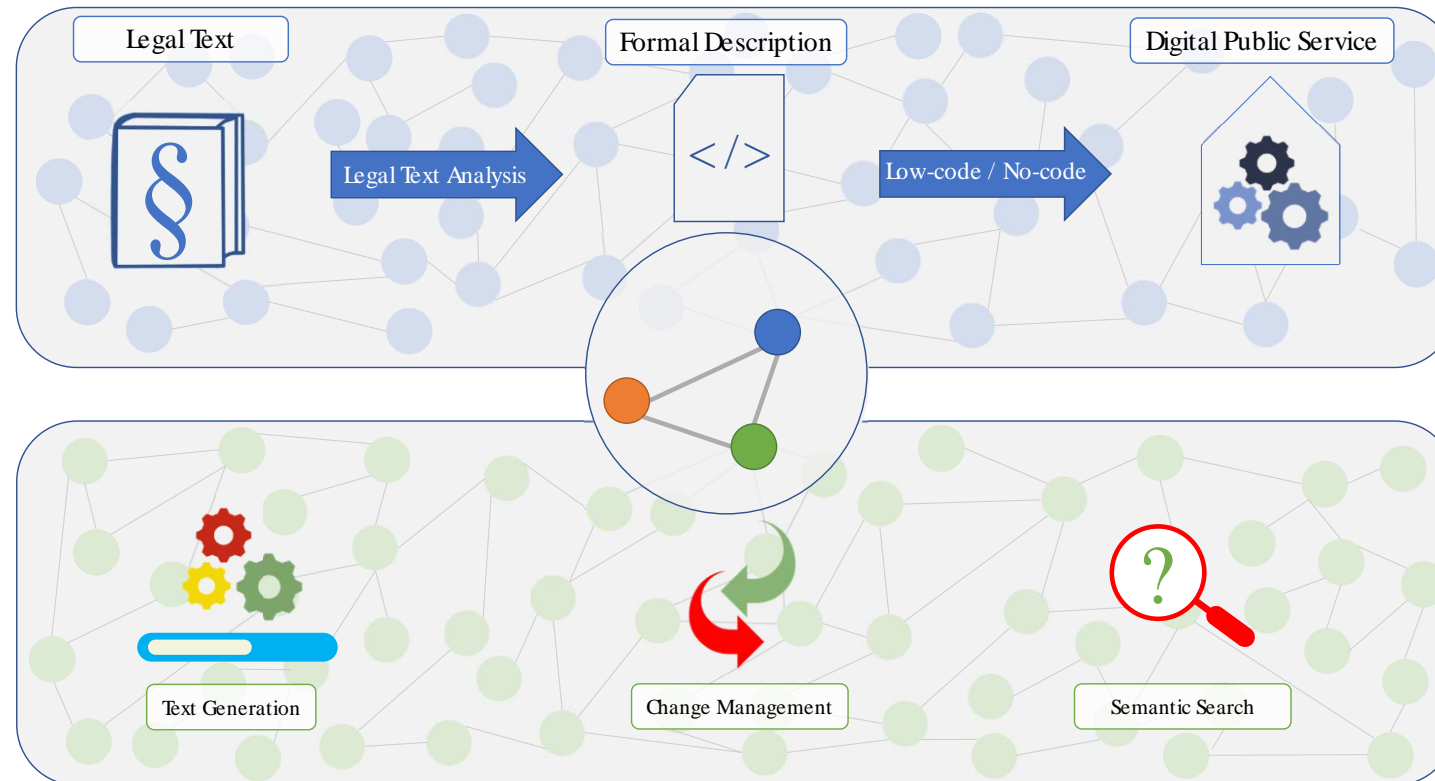 Legal Text
Formal Description
Digital Public Service
§
Legal Text Analysis
</>
Low-code / No-code
?
Text Generation
Change Management
Semantic Search